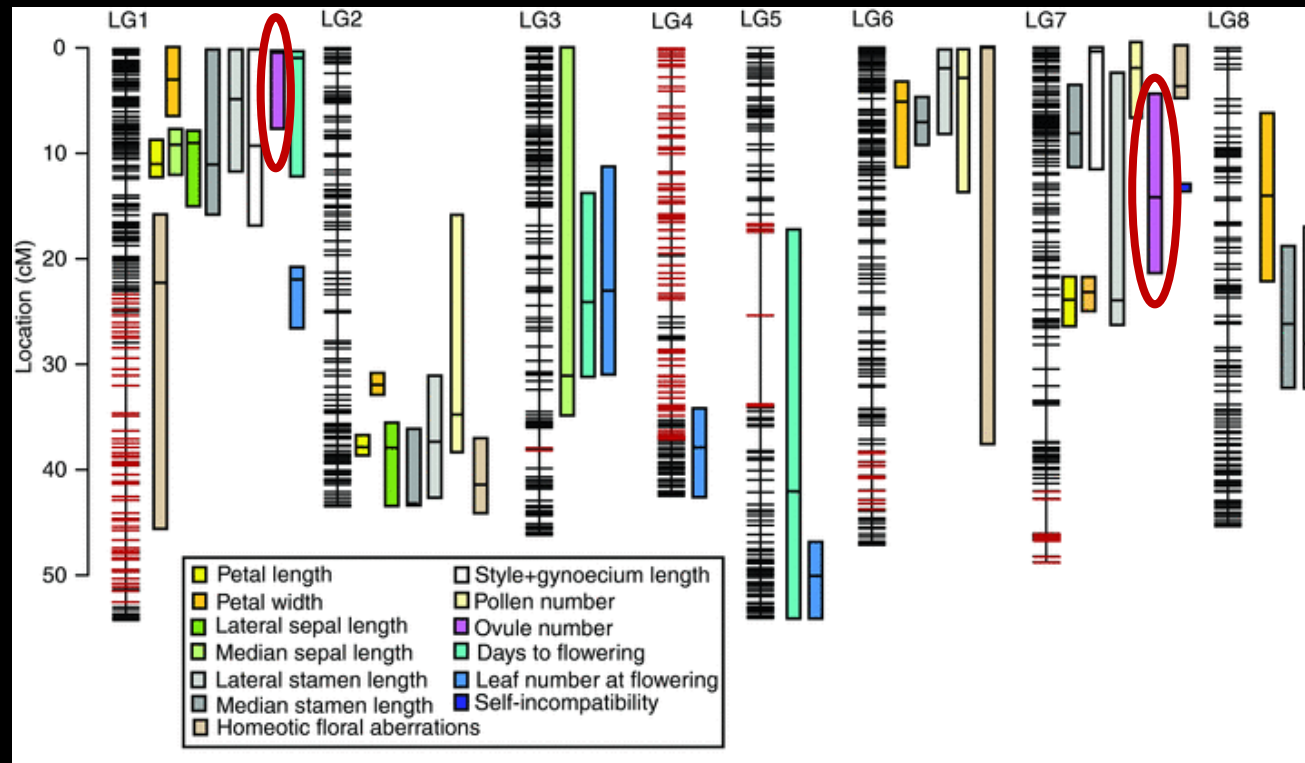 LG1 LG2 LG3 LG4 LG5 LG6 LG7 LG8
0
10
20
30
40
50
Location (cM)
Petal length
Petal width
Lateral sepal length
Median sepal length
Lateral stamen length
Median stamen length
Homeotic floral aberrations
Style+gynoecium length
Pollen number
Ovule number
Days to flowering
Leaf number at flowering
Self-incompatibility